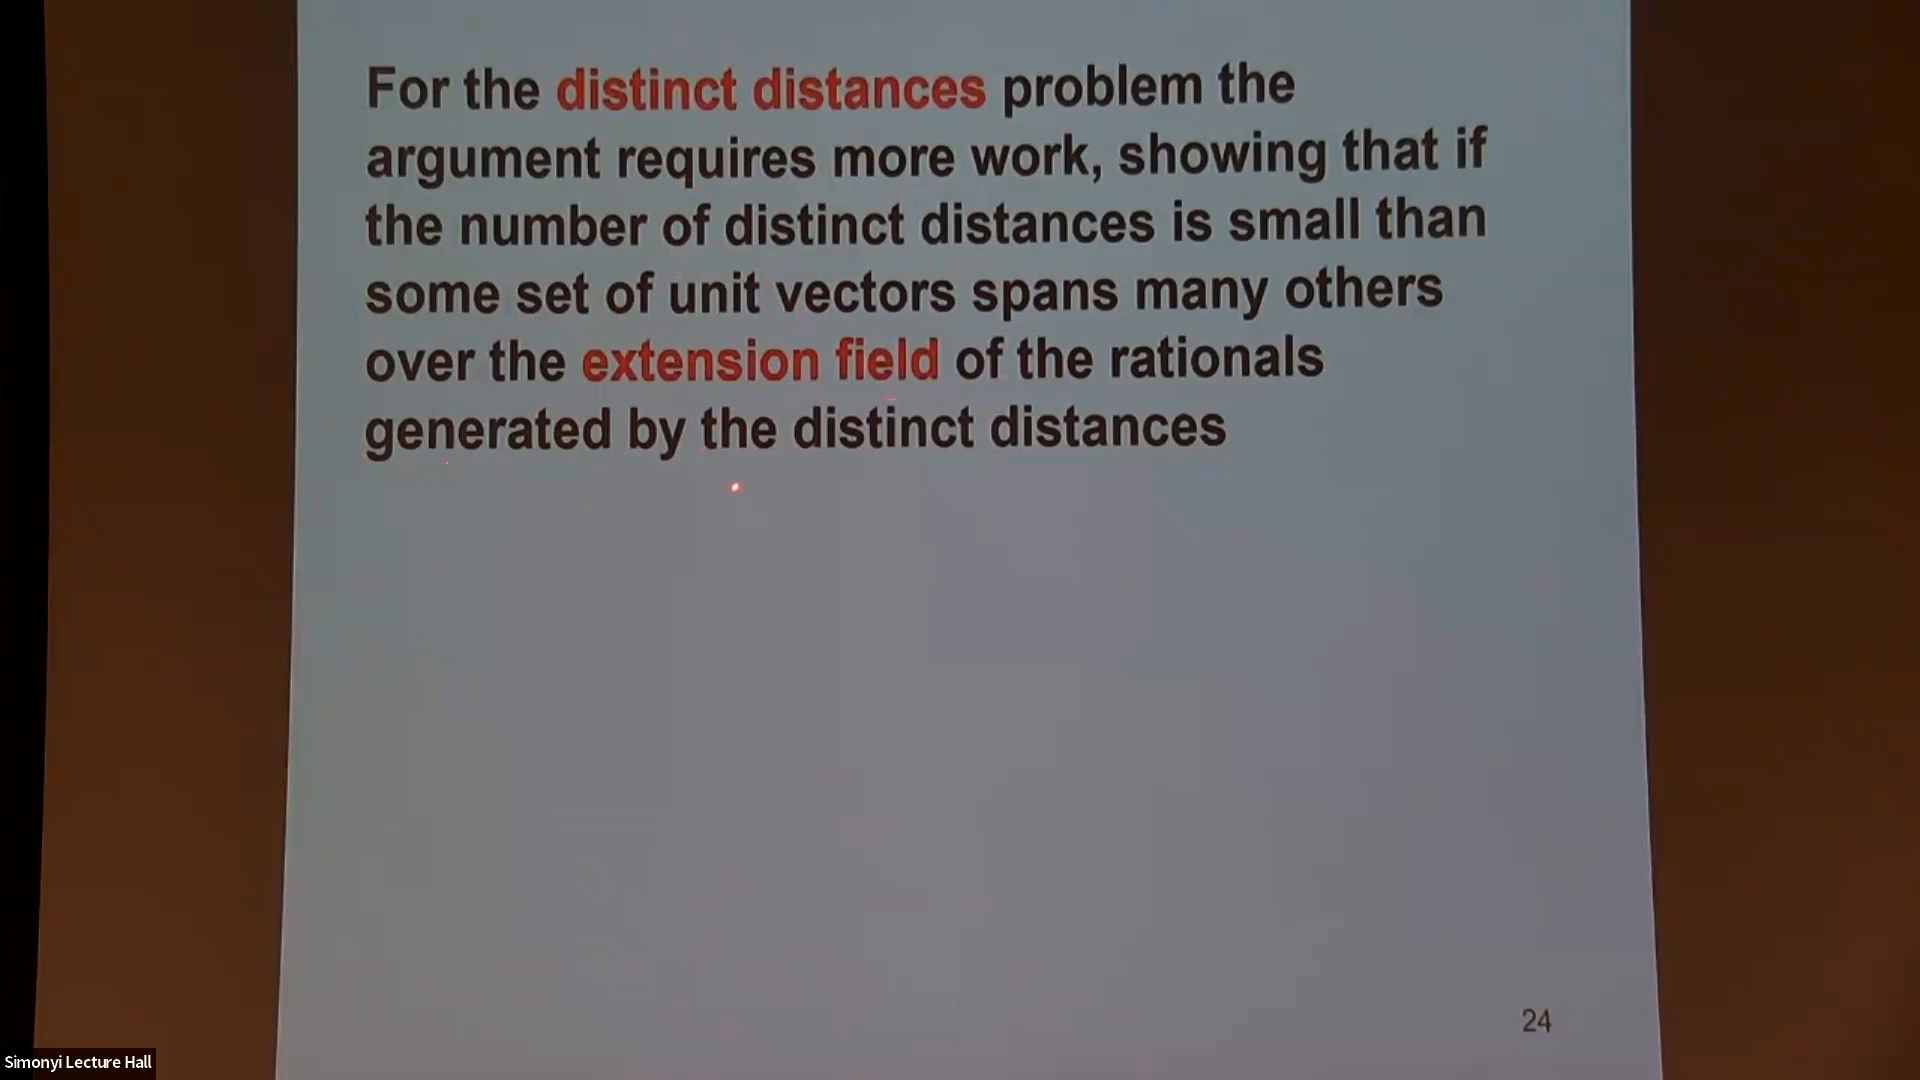 For the distinct distances problem the
argument requires more work, showing that if
the number of distinct distances is small than
some set of unit vectors spans many others
over the extension field of the rationals
generated by the distinct distances
24
Simonyi Lecture Hall